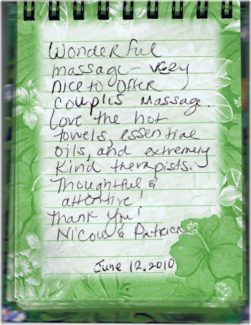 Wonderful
massage - very
nice to offer
couples massage.
Love the hot
towels, essential
oils, and extremely
kind therapists.
Thoughtful &
attentive!
Thank you!
Nicole & Patrick
June 12, 2010